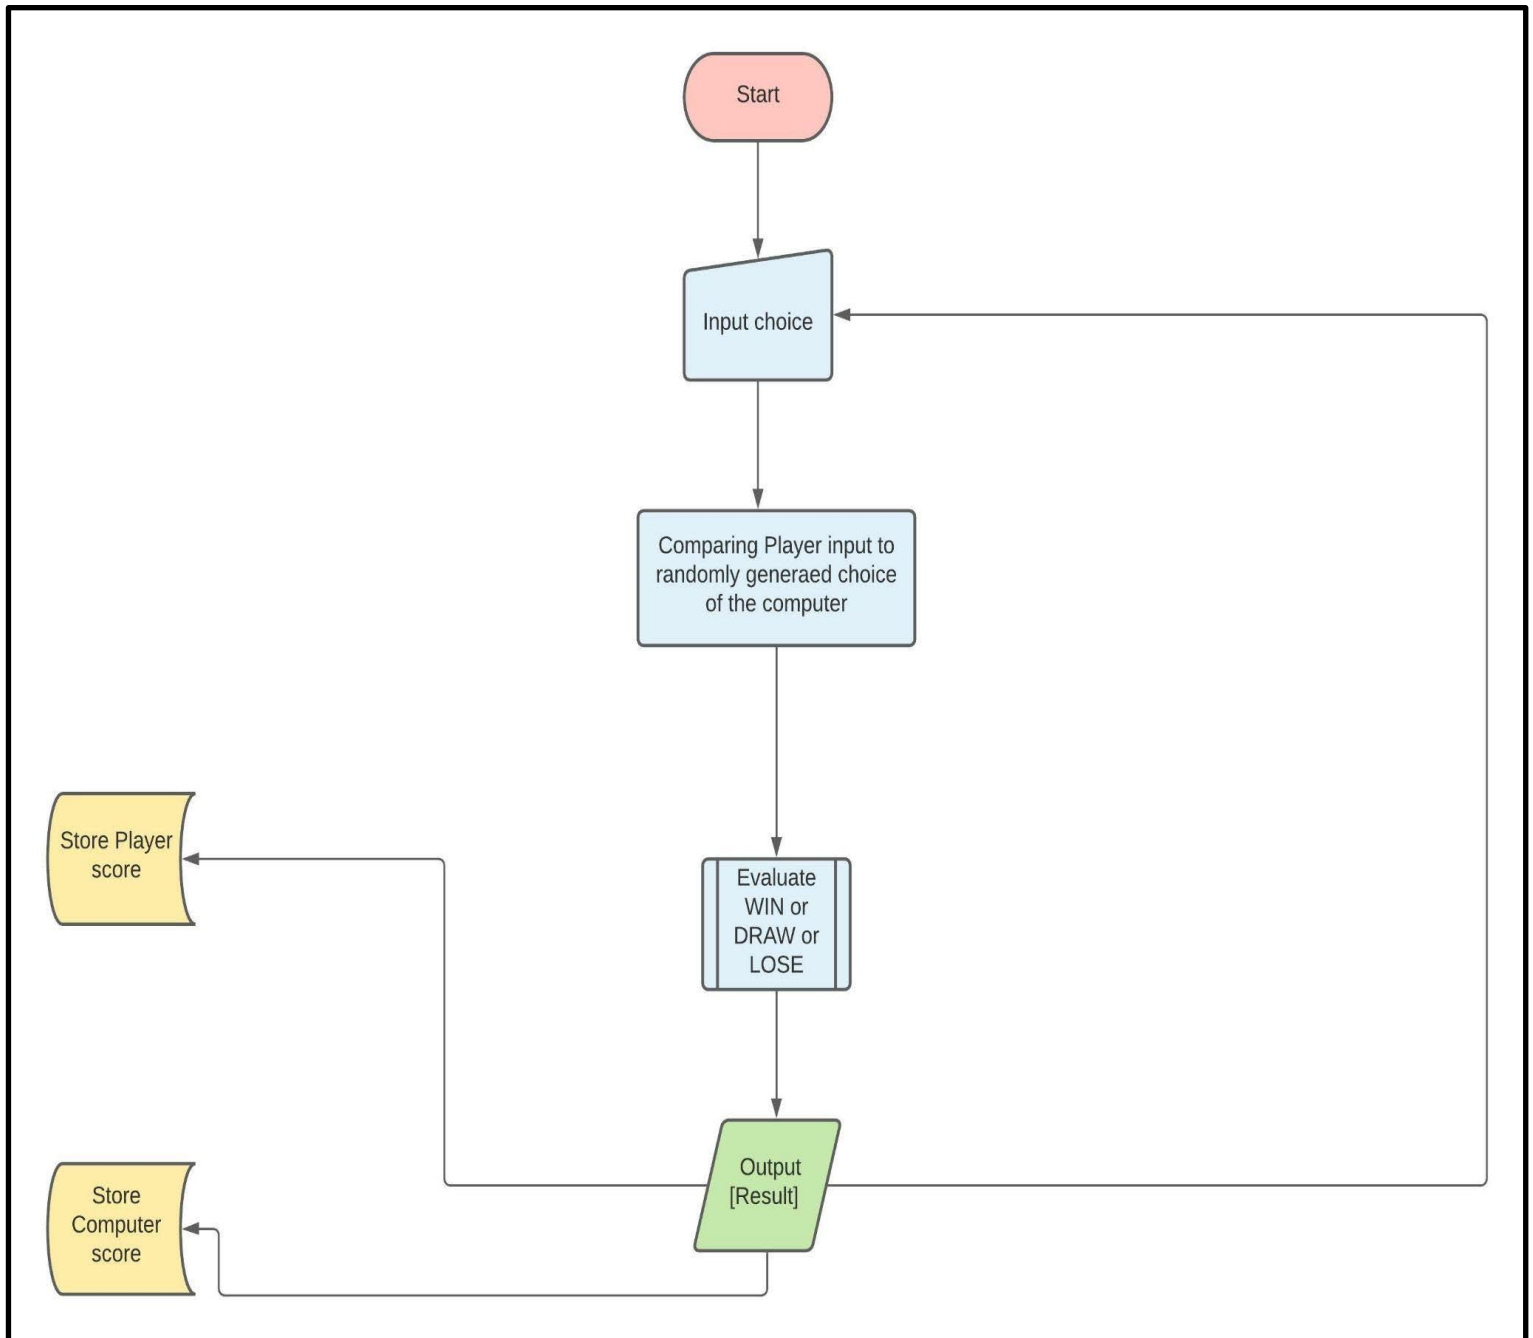 Start
Input choice
Comparing Player input to
randomly generaed choice
of the computer
Store Player
score
Evaluate
WIN or
DRAW or
LOSE
Output
[Result]
Store
Computer
score